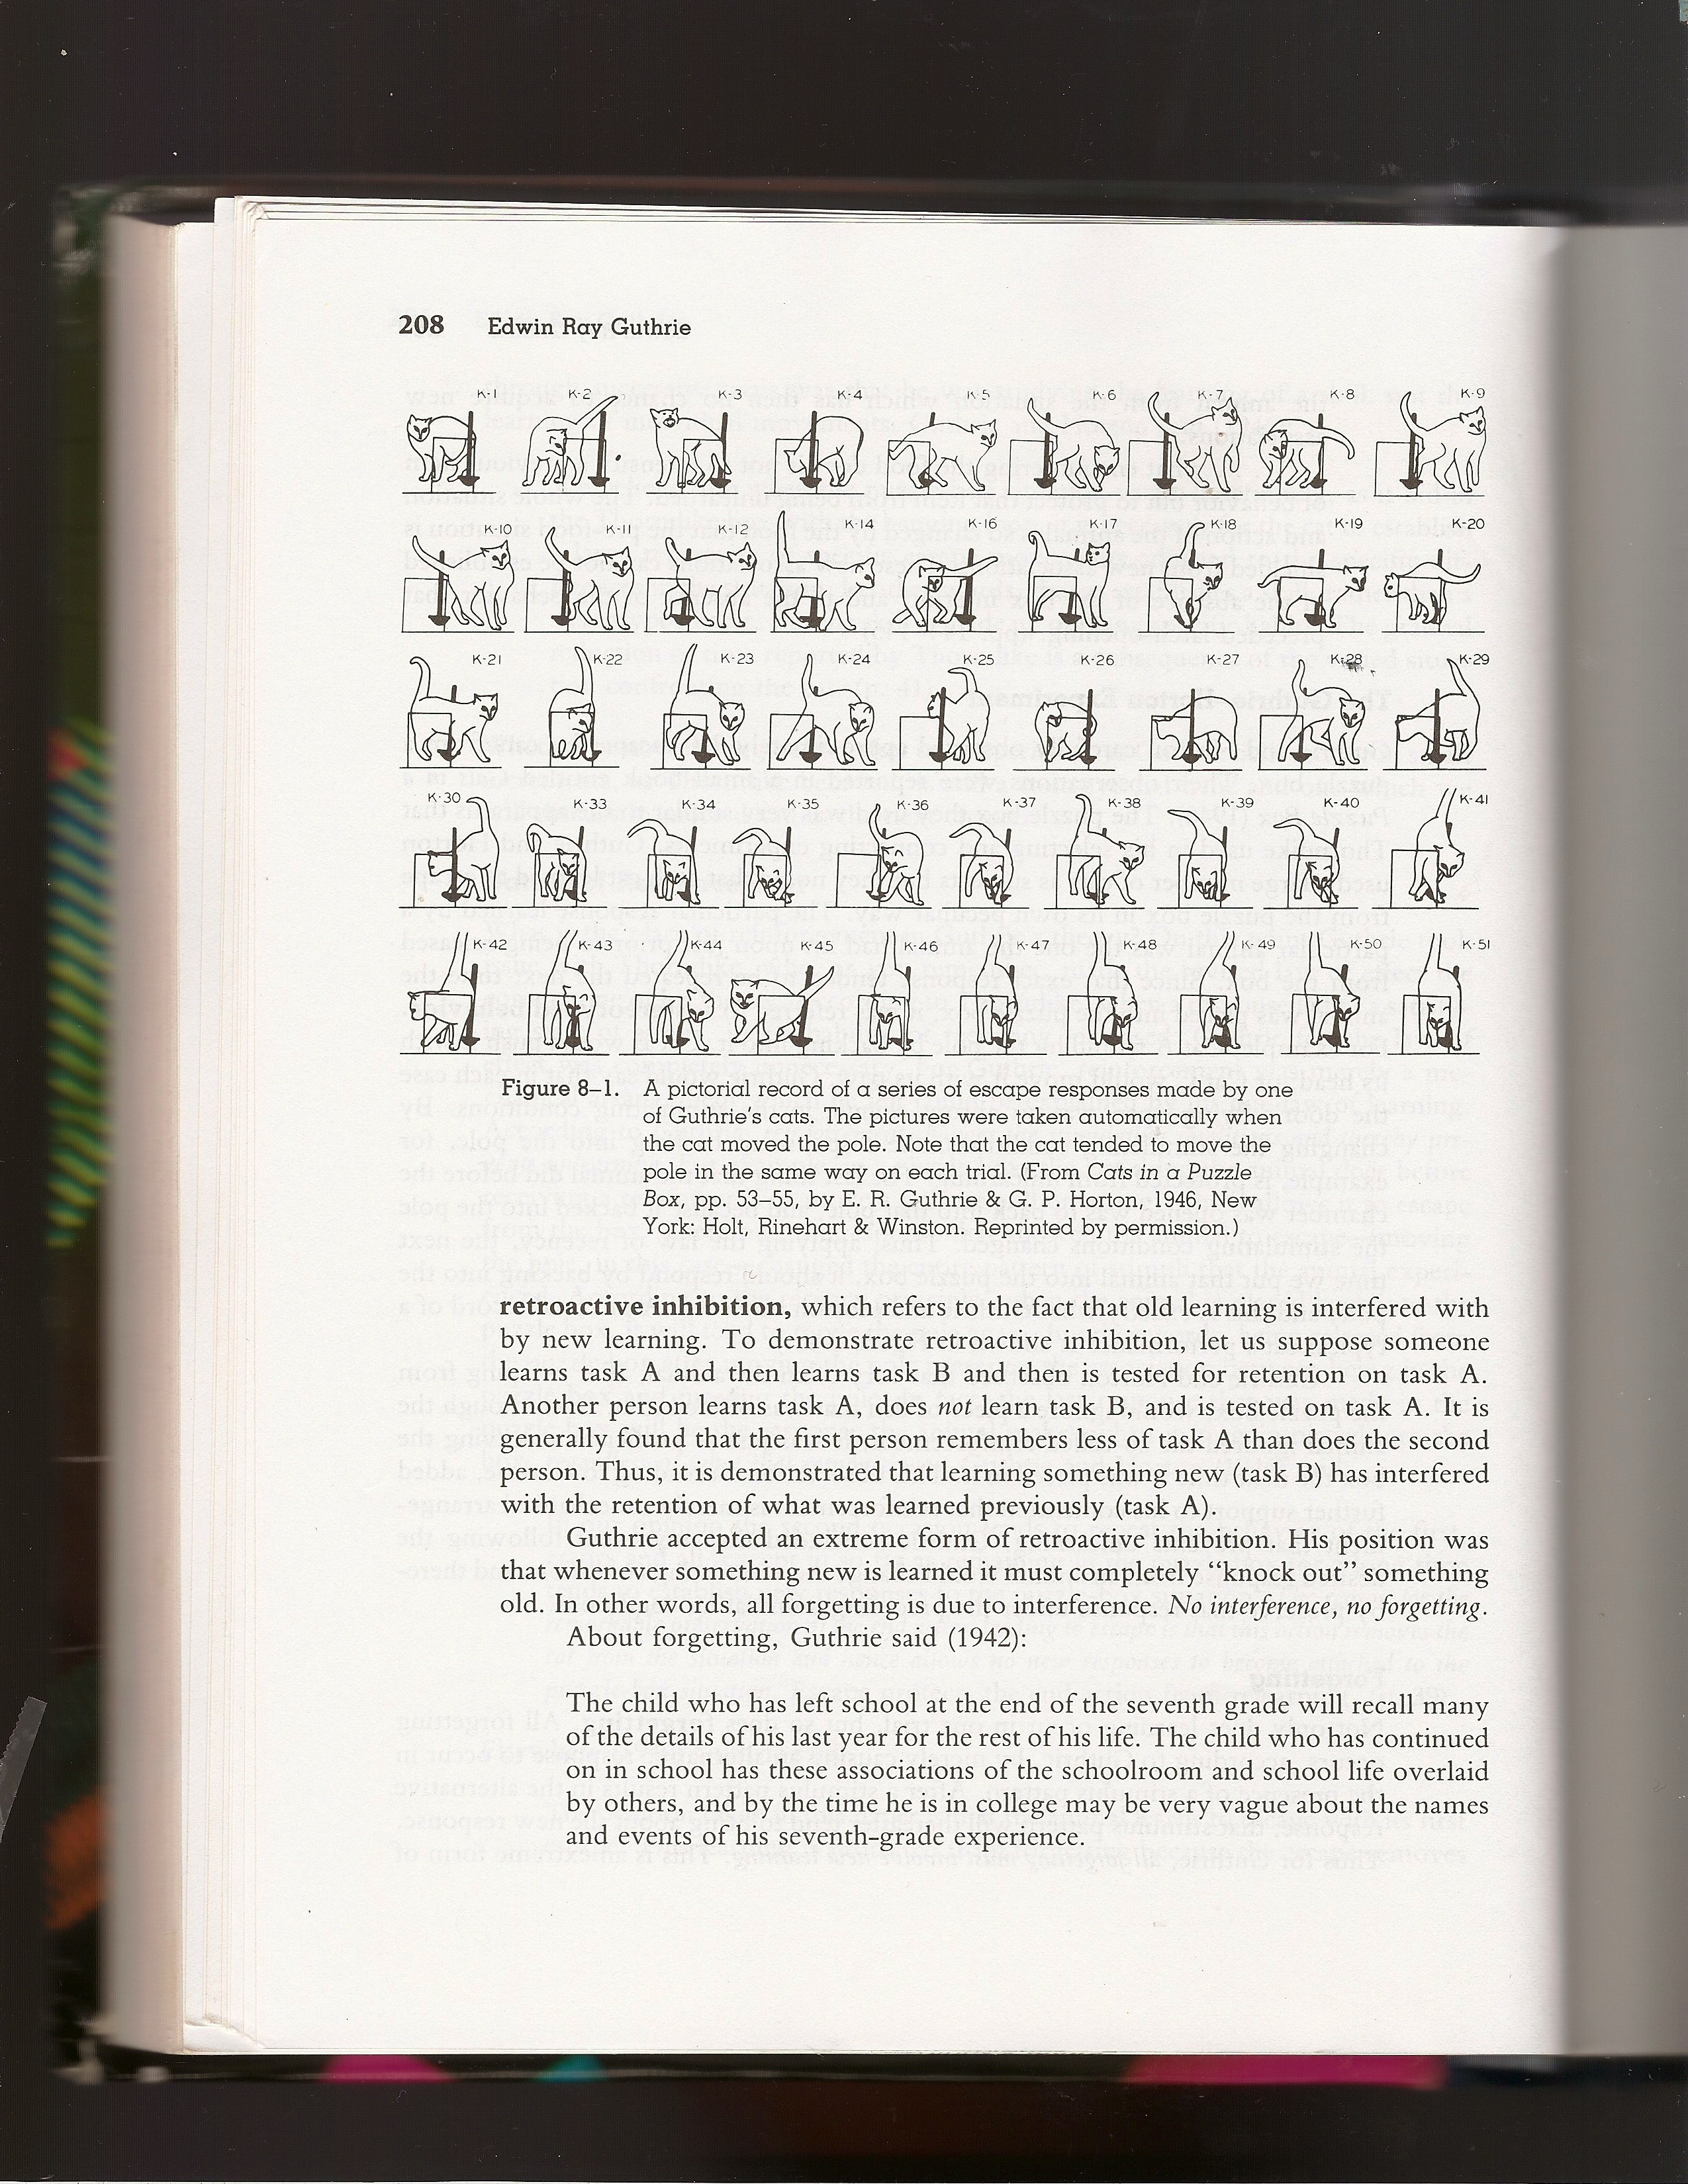 208 Edwin Ray Guthrie
K-1 K-2 K-3 K-4 K-5 K-6 K-7 K-8 K-9
K-10 K-11 K-12 K-14 K-16 K-17 K-18 K-19 K-20
K-21 K-22 K-23 K-24 K-25 K-26 K-27 K-28 K-29
K-30 K-33 K-34 K-35 K-36 K-37 K-38 K-39 K-40 K-41
K-42 K-43 K-44 K-45 K-46 K-47 K-48 K-49 K-50 K-51
Figure 8–1. A pictorial record of a series of escape responses made by one
of Guthrie's cats. The pictures were taken automatically when
the cat moved the pole. Note that the cat tended to move the
pole in the same way on each trial. (From Cats in a Puzzle
Box, pp. 53–55, by E. R. Guthrie & G. P. Horton, 1946, New
York: Holt, Rinehart & Winston. Reprinted by permission.)
retroactive inhibition, which refers to the fact that old learning is interfered with
by new learning. To demonstrate retroactive inhibition, let us suppose someone
learns task A and then learns task B and then is tested for retention on task A.
Another person learns task A, does not learn task B, and is tested on task A. It is
generally found that the first person remembers less of task A than does the second
person. Thus, it is demonstrated that learning something new (task B) has interfered
with the retention of what was learned previously (task A).
Guthrie accepted an extreme form of retroactive inhibition. His position was
that whenever something new is learned it must completely “knock out” something
old. In other words, all forgetting is due to interference. No interference, no forgetting.
About forgetting, Guthrie said (1942):
The child who has left school at the end of the seventh grade will recall many
of the details of his last year for the rest of his life. The child who has continued
on in school has these associations of the schoolroom and school life overlaid
by others, and by the time he is in college may be very vague about the names
and events of his seventh-grade experience.